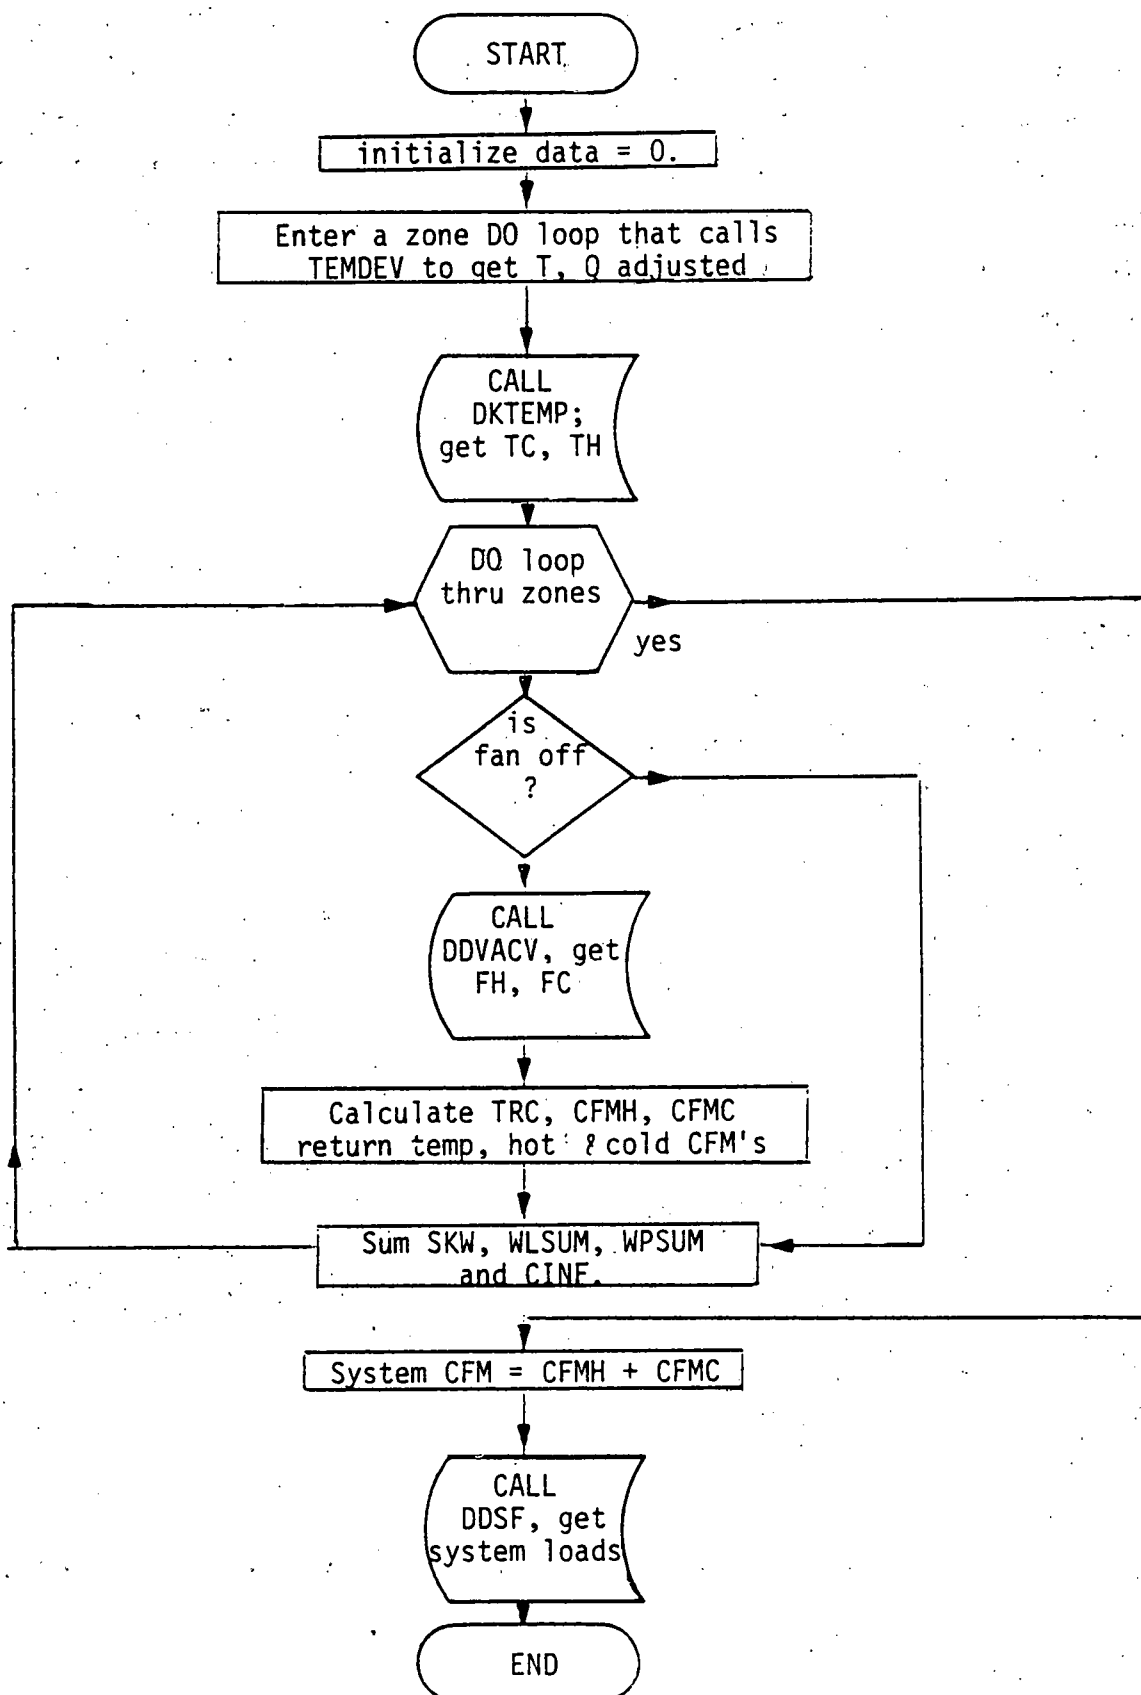 START
initialize data = 0.
Enter a zone DO loop that calls
TEMDEV to get T, Q adjusted
CALL
DKTEMP;
get TC, TH
DO loop
thru zones
yes
is
fan off
?
CALL
DDVACV, get
FH, FC
Calculate TRC, CFMH, CFMC
return temp, hot & cold CFM's
Sum SKW, WLSUM, WPSUM
and CINF.
System CFM = CFMH + CFMC
CALL
DDSF, get
system loads
END